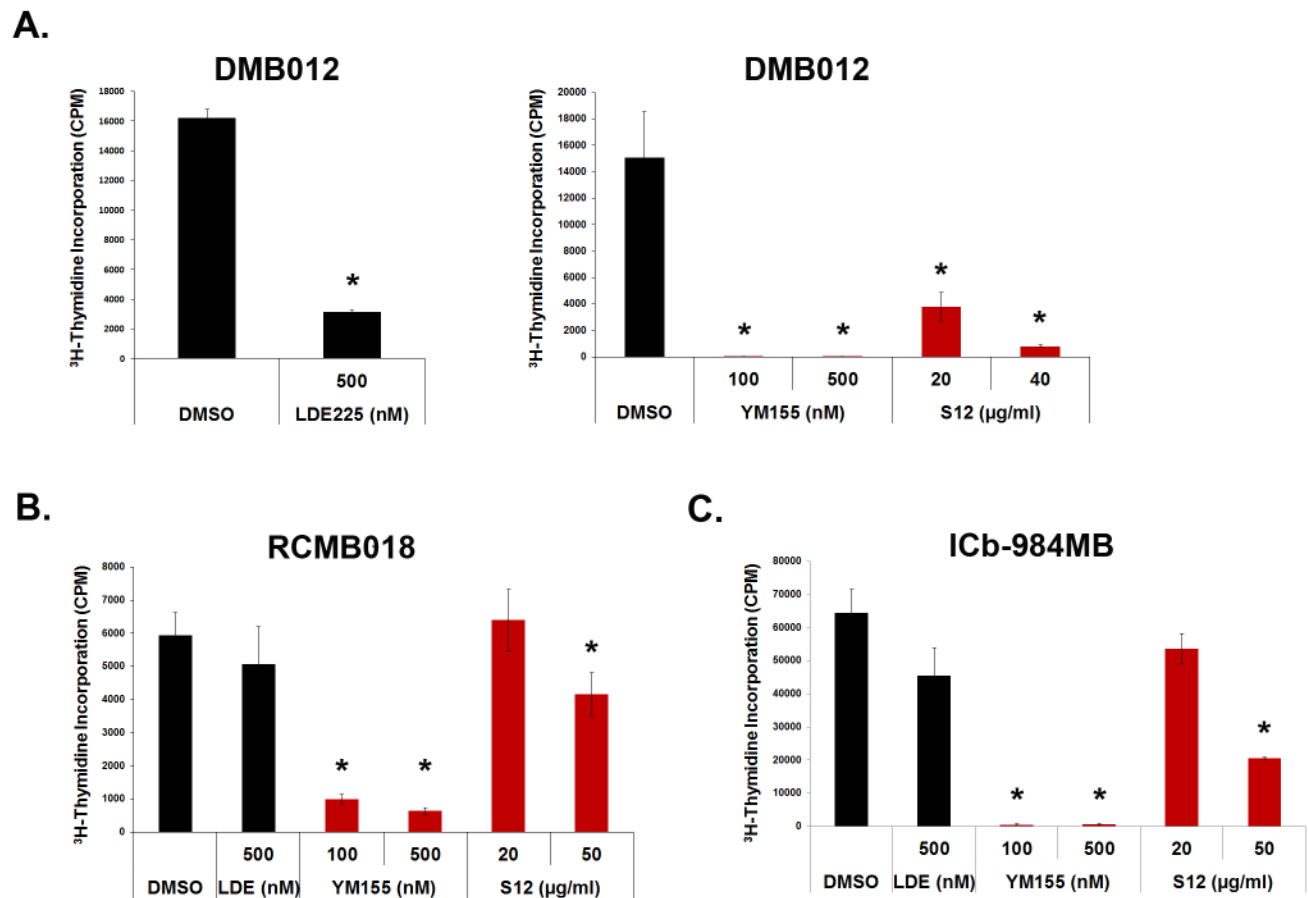 A.
DMB012
³H-Thymidine Incorporation (CPM)
18000
16000
14000
12000
10000
8000
6000
4000
2000
0
*
500
DMSO LDE225 (nM)
DMB012
³H-Thymidine Incorporation (CPM)
20000
18000
16000
14000
12000
10000
8000
6000
4000
2000
0
* * * *
100 500 20 40
DMSO YM155 (nM) S12 (µg/ml)
B.
RCMB018
³H-Thymidine Incorporation (CPM)
8000
7000
6000
5000
4000
3000
2000
1000
0
* * *
500 100 500 20 50
DMSO LDE (nM) YM155 (nM) S12 (µg/ml)
C.
ICb-984MB
³H-Thymidine Incorporation (CPM)
80000
70000
60000
50000
40000
30000
20000
10000
0
* * *
500 100 500 20 50
DMSO LDE (nM) YM155 (nM) S12 (µg/ml)